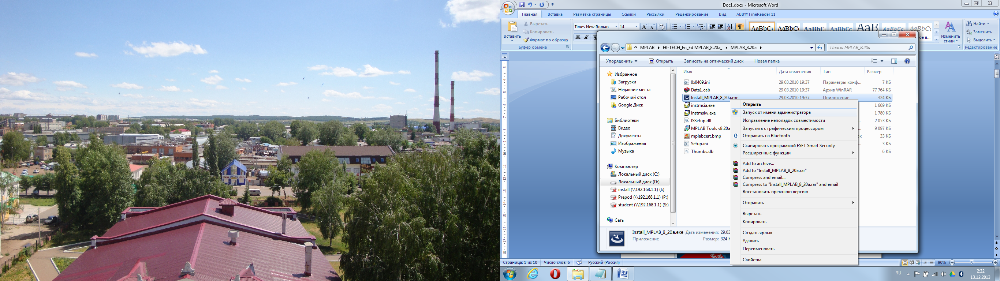 Doc1.docx - Microsoft Word
Главная Вставка Разметка страницы Ссылки Рассылки Рецензирование Вид ABBYY FineReader 11
Вставить
Вырезать
Копировать
Формат по образцу
Буфер обмена
Times New Roman 14
Ж К Ч
AaBbCc AaBbCc AaBbC AaBbCc AaB AaBbCc. AaBbCc
Изменить стили
Найти
Заменить
Выделить
Редактирование
« MPLAB HI-TECH_En_Ed MPLAB_8.20a_ MPLAB_8.20a
Поиск: MPLAB_8.20a
Упорядочить Открыть Записать на оптический диск Новая папка
Избранное
Загрузки
Недавние места
Рабочий стол
Google Диск
Библиотеки
Видео
Документы
Изображения
Музыка
Компьютер
Локальный диск (C:)
Локальный диск (D:)
install (\\192.168.1.1) (I:)
Prepod (\\192.168.1.1) (P:)
student (\\192.168.1.1) (S:)
Сеть
Имя Дата изменения Тип Размер
0x0409.ini 29.03.2010 19:37 Параметры конф... 7 КБ
Data1.cab 29.03.2010 19:37 Архив WinRAR 77 764 КБ
Install_MPLAB_8_20a.exe 29.03.2010 19:37 Приложение 324 КБ
instmsia.exe 1 669 КБ
instmsiw.exe 1 780 КБ
ISSetup.dll 2 053 КБ
MPLAB Tools v8.20a 9 097 КБ
mplabcert.bmp 33 КБ
Setup.ini 3 КБ
Thumbs.db 6 КБ
Открыть
Запуск от имени администратора
Исправление неполадок совместимости
Запустить с графическим процессором
Отправить на Bluetooth
Сканировать программой ESET Smart Security
Расширенные функции
Add to archive...
Add to "Install_MPLAB_8_20a.rar"
Compress and email...
Compress to "Install_MPLAB_8_20a.rar" and email
Восстановить прежнюю версию
Отправить
Вырезать
Копировать
Создать ярлык
Удалить
Переименовать
Свойства
Install_MPLAB_8_20a.exe Дата изменения: 29.03
Приложение Размер: 324 К
Страница: 1 из 10 Число слов: 6 Русский (Россия)
90%
RU
2:32
13.12.2013